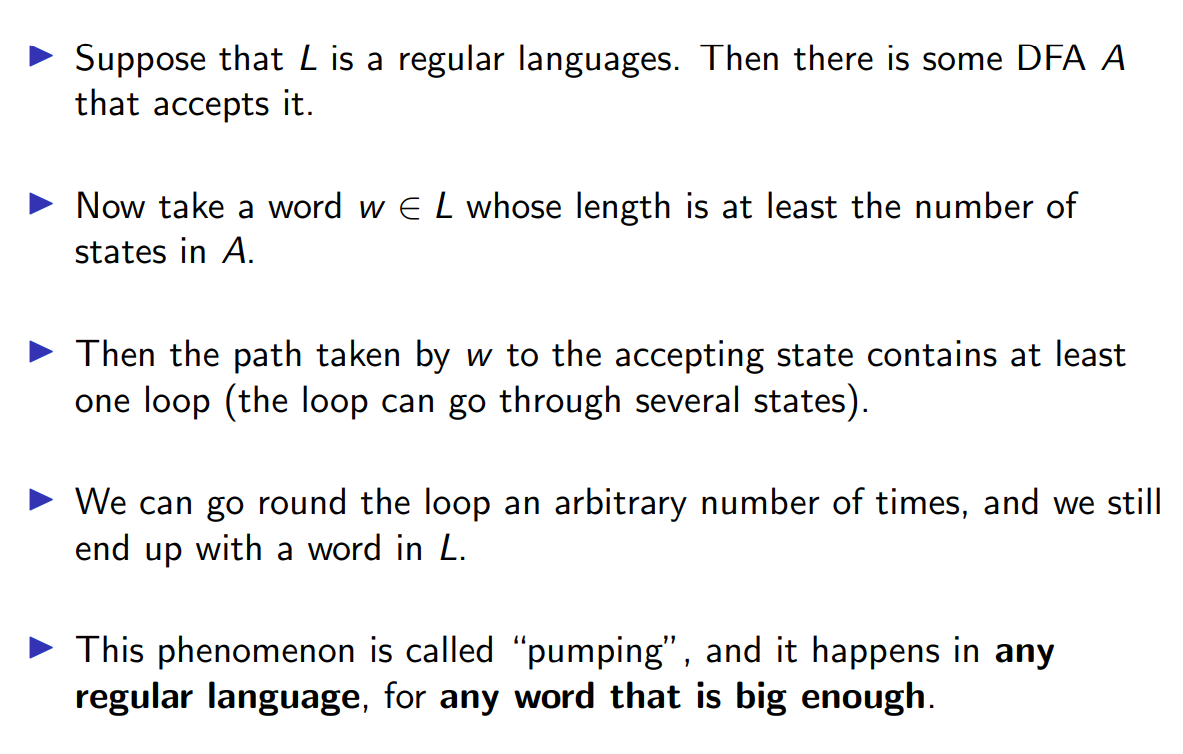 Suppose that L is a regular languages. Then there is some DFA A
that accepts it.
Now take a word w ∈ L whose length is at least the number of
states in A.
Then the path taken by w to the accepting state contains at least
one loop (the loop can go through several states).
We can go round the loop an arbitrary number of times, and we still
end up with a word in L.
This phenomenon is called “pumping”, and it happens in any
regular language, for any word that is big enough.